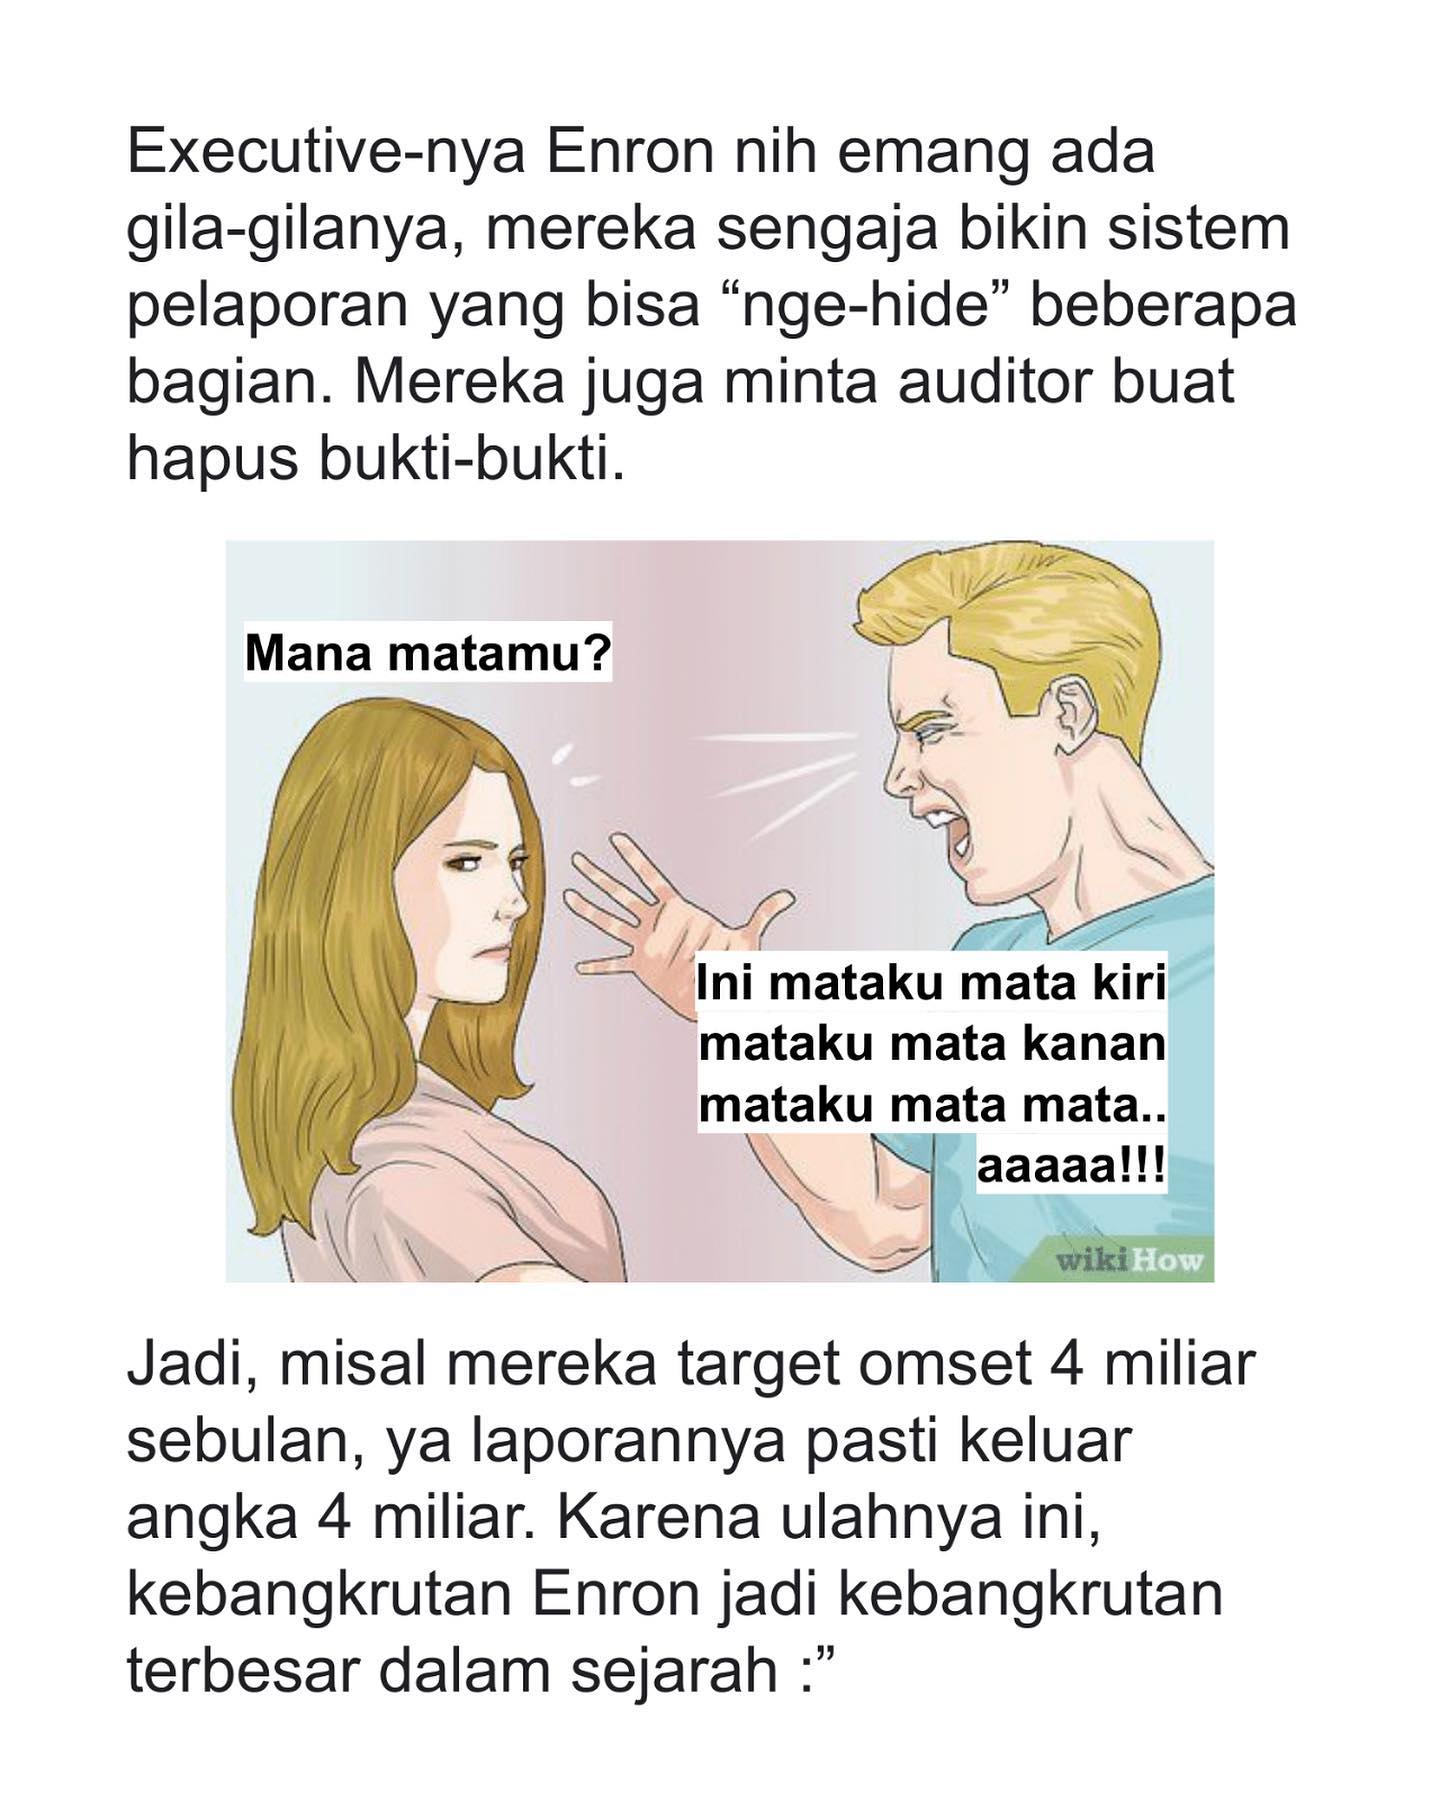 Executive-nya Enron nih emang ada
gila-gilanya, mereka sengaja bikin sistem
pelaporan yang bisa “nge-hide” beberapa
bagian. Mereka juga minta auditor buat
hapus bukti-bukti.
Mana matamu?
Ini mataku mata kiri
mataku mata kanan
mataku mata mata..
aaaaa!!!
wikiHow
Jadi, misal mereka target omset 4 miliar
sebulan, ya laporannya pasti keluar
angka 4 miliar. Karena ulahnya ini,
kebangkrutan Enron jadi kebangkrutan
terbesar dalam sejarah :”